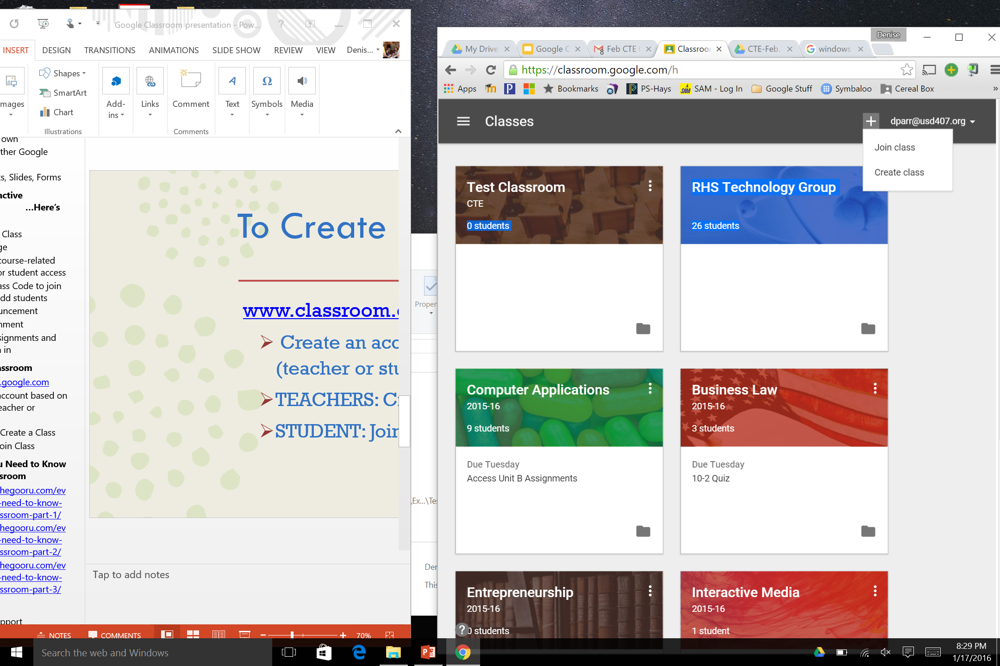 Google Classroom presentation - Pow...
?
INSERT DESIGN TRANSITIONS ANIMATIONS SLIDE SHOW REVIEW VIEW Denis...
mages
Shapes
SmartArt
Chart
Illustrations
Add-
ins
Links
Comment
Comments
Text
Symbols
Media
own
ther Google
ts, Slides, Forms
active
...Here's
Class
ge
course-related
or student access
ass Code to join
dd students
uncement
nment
signments and
n in
assroom
.google.com
account based on
eacher or
Create a Class
oin Class
u Need to Know
sroom
hegooru.com/ev
-need-to-know-
ssroom-part-1/
hegooru.com/ev
-need-to-know-
ssroom-part-2/
hegooru.com/ev
-need-to-know-
ssroom-part-3/
pport
To Create
www.classroom.
Create an acc
(teacher or stu
TEACHERS: Cr
STUDENT: Join
Tap to add notes
NOTES COMMENTS 70%
Proper
\Ex...\Tes
Der
This
Denise
My Drive Google C Feb CTE Classroo CTE-Feb. windows
https://classroom.google.com/h
Apps Bookmarks PS-Hays SAM - Log In Google Stuff Symbaloo Cereal Box »
Classes
+ dparr@usd407.org
Join class
Create class
Test Classroom
CTE
0 students
RHS Technology Group
26 students
Computer Applications
2015-16
9 students
Due Tuesday
Access Unit B Assignments
Business Law
2015-16
3 students
Due Tuesday
10-2 Quiz
Entrepreneurship
2015-16
0 students
Interactive Media
2015-16
1 student
?
Search the web and Windows
8:29 PM
1/17/2016